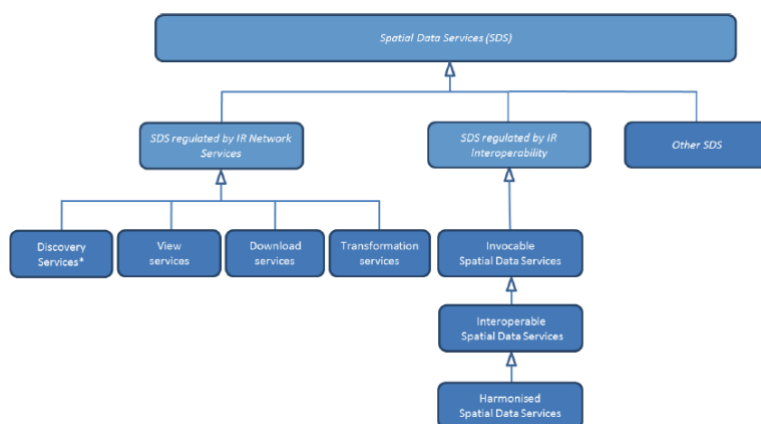 Spatial Data Services (SDS)
SDS regulated by IR Network
Services
SDS regulated by IR
Interoperability
Other SDS
Discovery
Services*
View
services
Download
services
Transformation
services
Invocable
Spatial Data Services
Interoperable
Spatial Data Services
Harmonised
Spatial Data Services